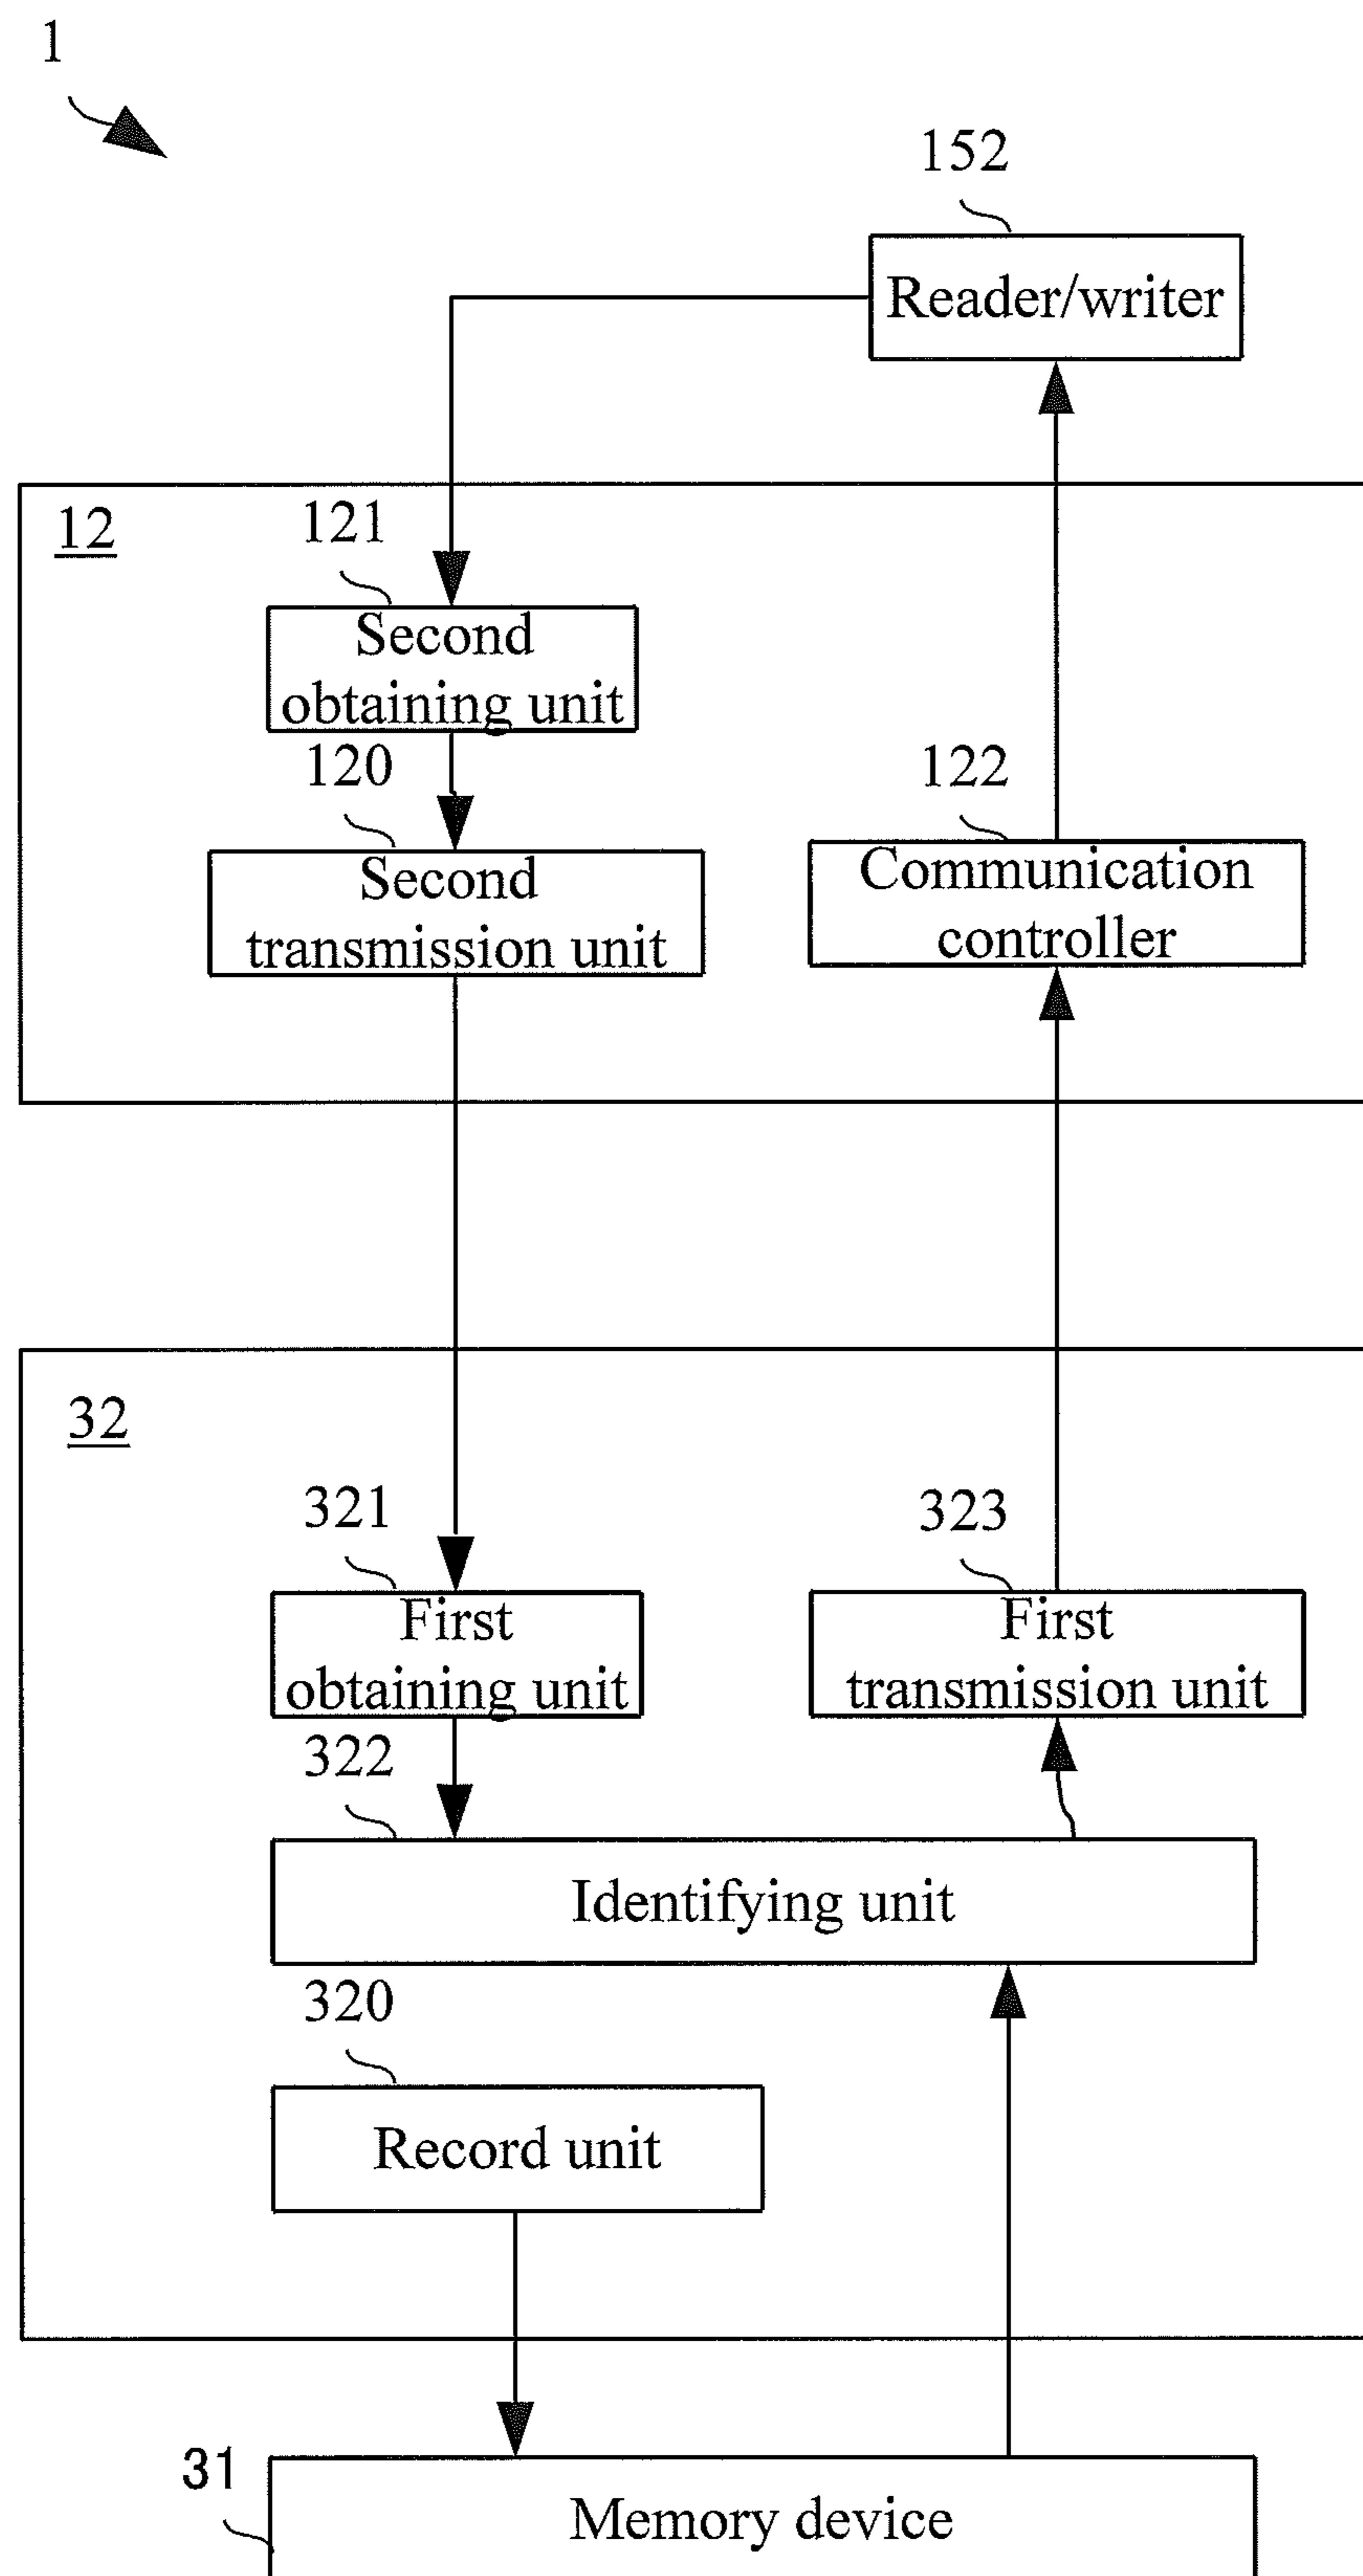 1
152
Reader/writer
12
121
Second
obtaining unit
120
Second
transmission unit
122
Communication
controller
32
321
First
obtaining unit
323
First
transmission unit
322
Identifying unit
320
Record unit
31
Memory device